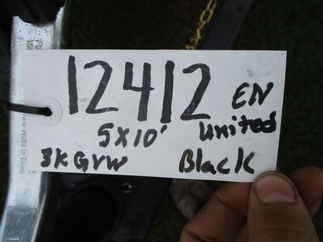 12412 EN
5X10' United
3K GVW Black